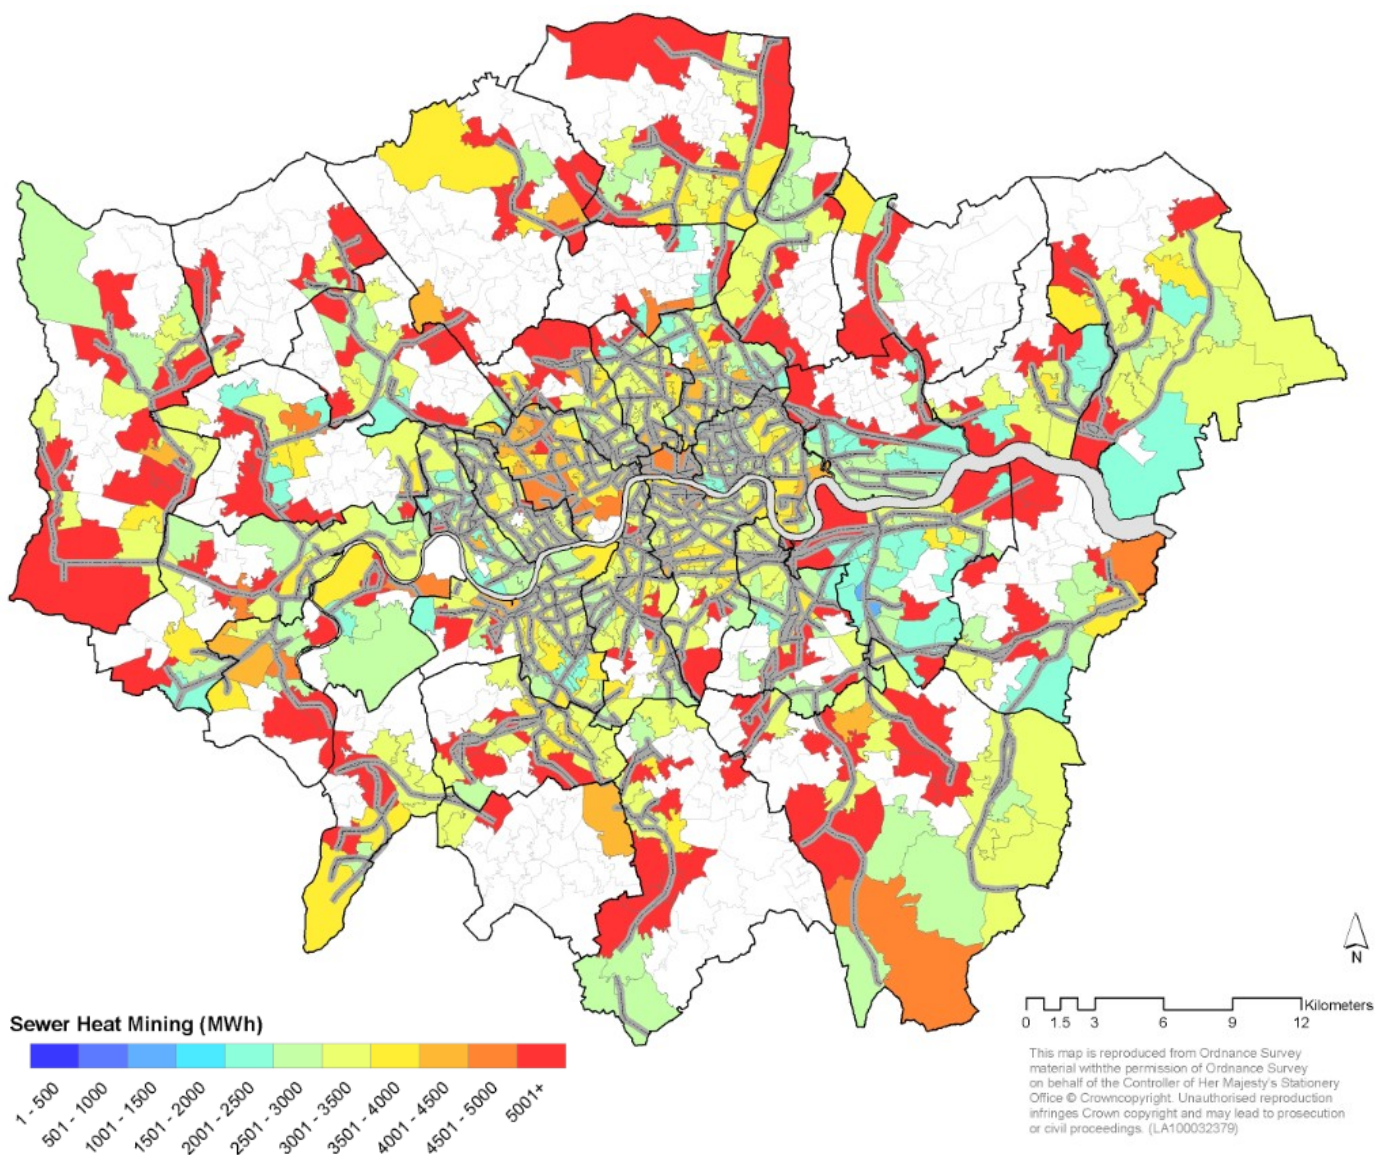 N
Sewer Heat Mining (MWh)
1 - 500
501 - 1000
1001 - 1500
1501 - 2000
2001 - 2500
2501 - 3000
3001 - 3500
3501 - 4000
4001 - 4500
4501 - 5000
5001+
Kilometers
0 1.5 3 6 9 12
This map is reproduced from Ordnance Survey
material withthe permission of Ordnance Survey
on behalf of the Controller of Her Majesty's Stationery
Office © Crowncopyright. Unauthorised reproduction
infringes Crown copyright and may lead to prosecution
or civil proceedings. (LA100032379)